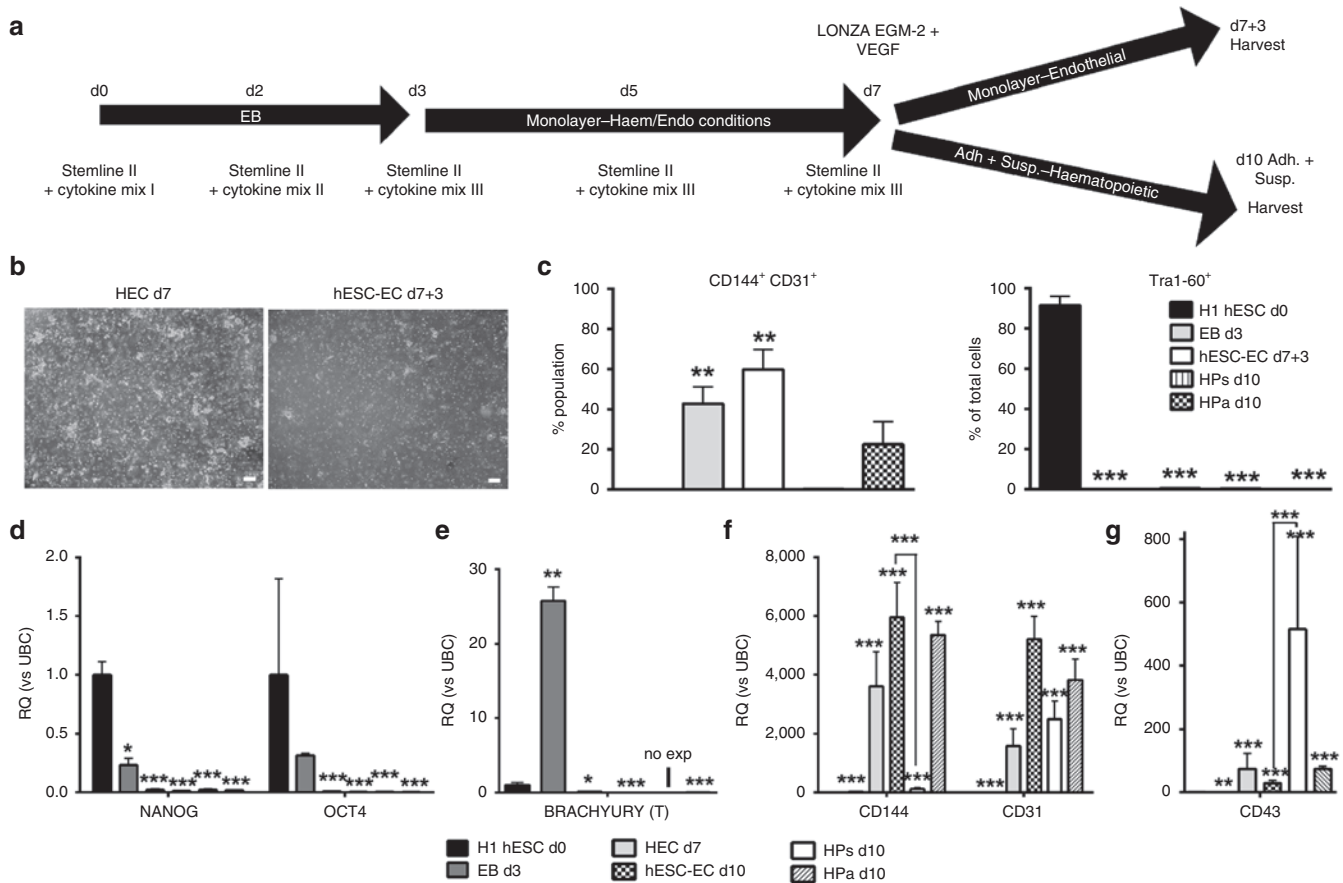 a
LONZA EGM-2 +
VEGF
d7+3
Harvest
d0
d2
d3
d5
d7
EB
Monolayer–Haem/Endo conditions
Monolayer–Endothelial
Adh + Susp.–Haematopoietic
Stemline II
+ cytokine mix I
Stemline II
+ cytokine mix II
Stemline II
+ cytokine mix III
Stemline II
+ cytokine mix III
Stemline II
+ cytokine mix III
d10 Adh. +
Susp.
Harvest
b
HEC d7
hESC-EC d7+3
c
CD144+ CD31+
% population
100
80
60
40
20
0
**
**
Tra1-60+
% of total cells
100
80
60
40
20
0
***
***
***
***
H1 hESC d0
EB d3
hESC-EC d7+3
HPs d10
HPa d10
d
RQ (vs UBC)
2.0
1.5
1.0
0.5
0.0
*
***
***
***
***
***
***
***
***
NANOG
OCT4
e
RQ (vs UBC)
30
20
10
0
**
*
***
no exp
***
BRACHYURY (T)
f
RQ (vs UBC)
8,000
6,000
4,000
2,000
0
***
***
***
***
***
***
***
***
***
***
***
CD144
CD31
g
RQ (vs UBC)
800
600
400
200
0
**
***
***
***
***
***
CD43
H1 hESC d0
EB d3
HEC d7
hESC-EC d10
HPs d10
HPa d10